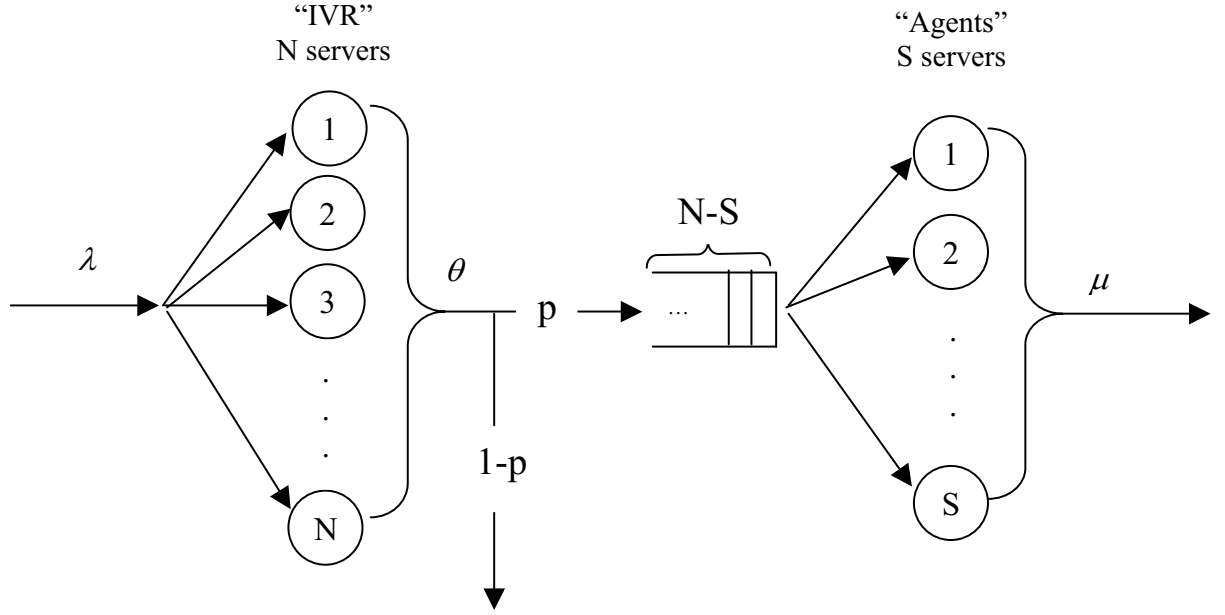 “IVR”
N servers
1
2
3
.
.
.
N
λ
θ
p
1-p
N-S
...
“Agents”
S servers
1
2
.
.
.
S
μ